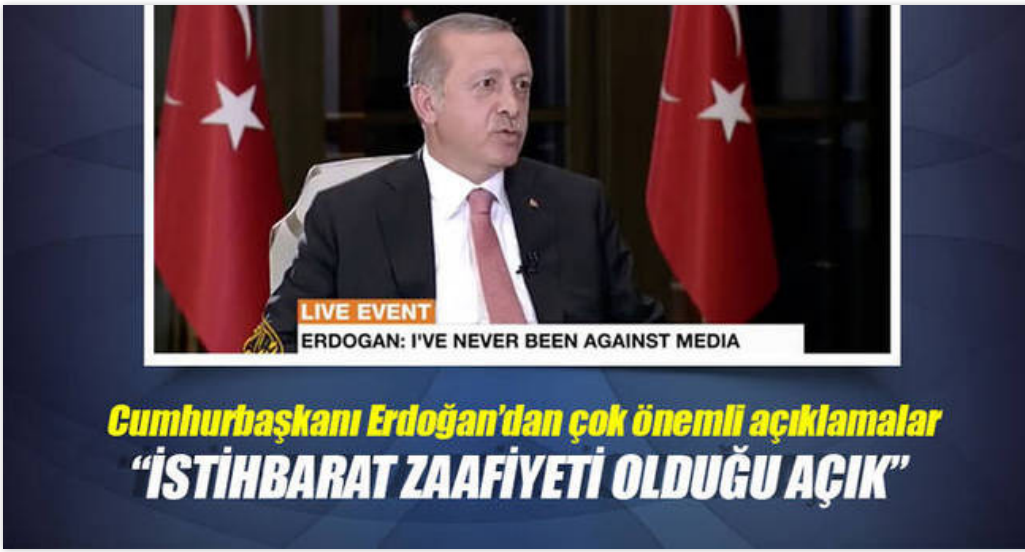 LIVE EVENT
ERDOGAN: I'VE NEVER BEEN AGAINST MEDIA
Cumhurbaşkanı Erdoğan’dan çok önemli açıklamalar
“İSTİHBARAT ZAAFİYETİ OLDUĞU AÇIK”